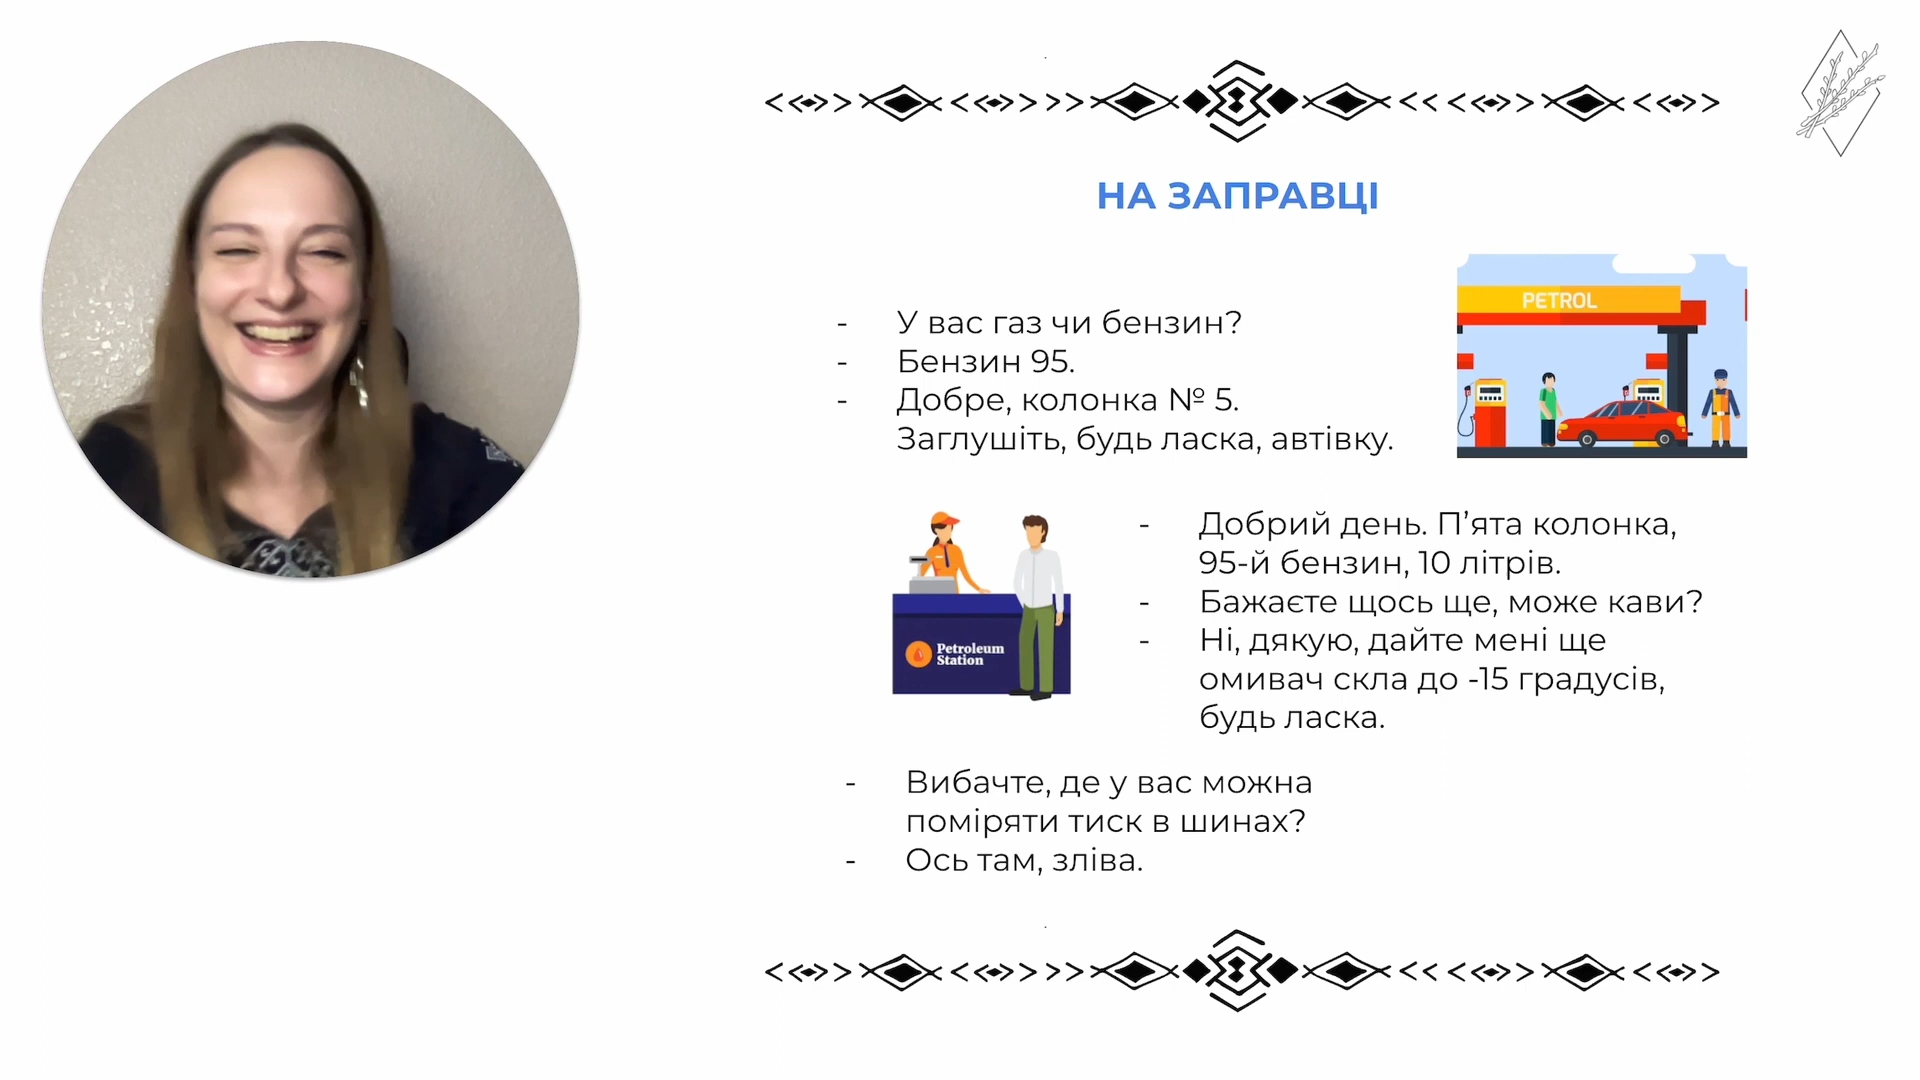 НА ЗАПРАВЦІ
PETROL
- У вас газ чи бензин?
- Бензин 95.
- Добре, колонка № 5.
Заглушіть, будь ласка, автівку.
Petroleum
Station
- Добрий день. П’ята колонка,
95-й бензин, 10 літрів.
- Бажаєте щось ще, може кави?
- Ні, дякую, дайте мені ще
омивач скла до -15 градусів,
будь ласка.
- Вибачте, де у вас можна
поміряти тиск в шинах?
- Ось там, зліва.